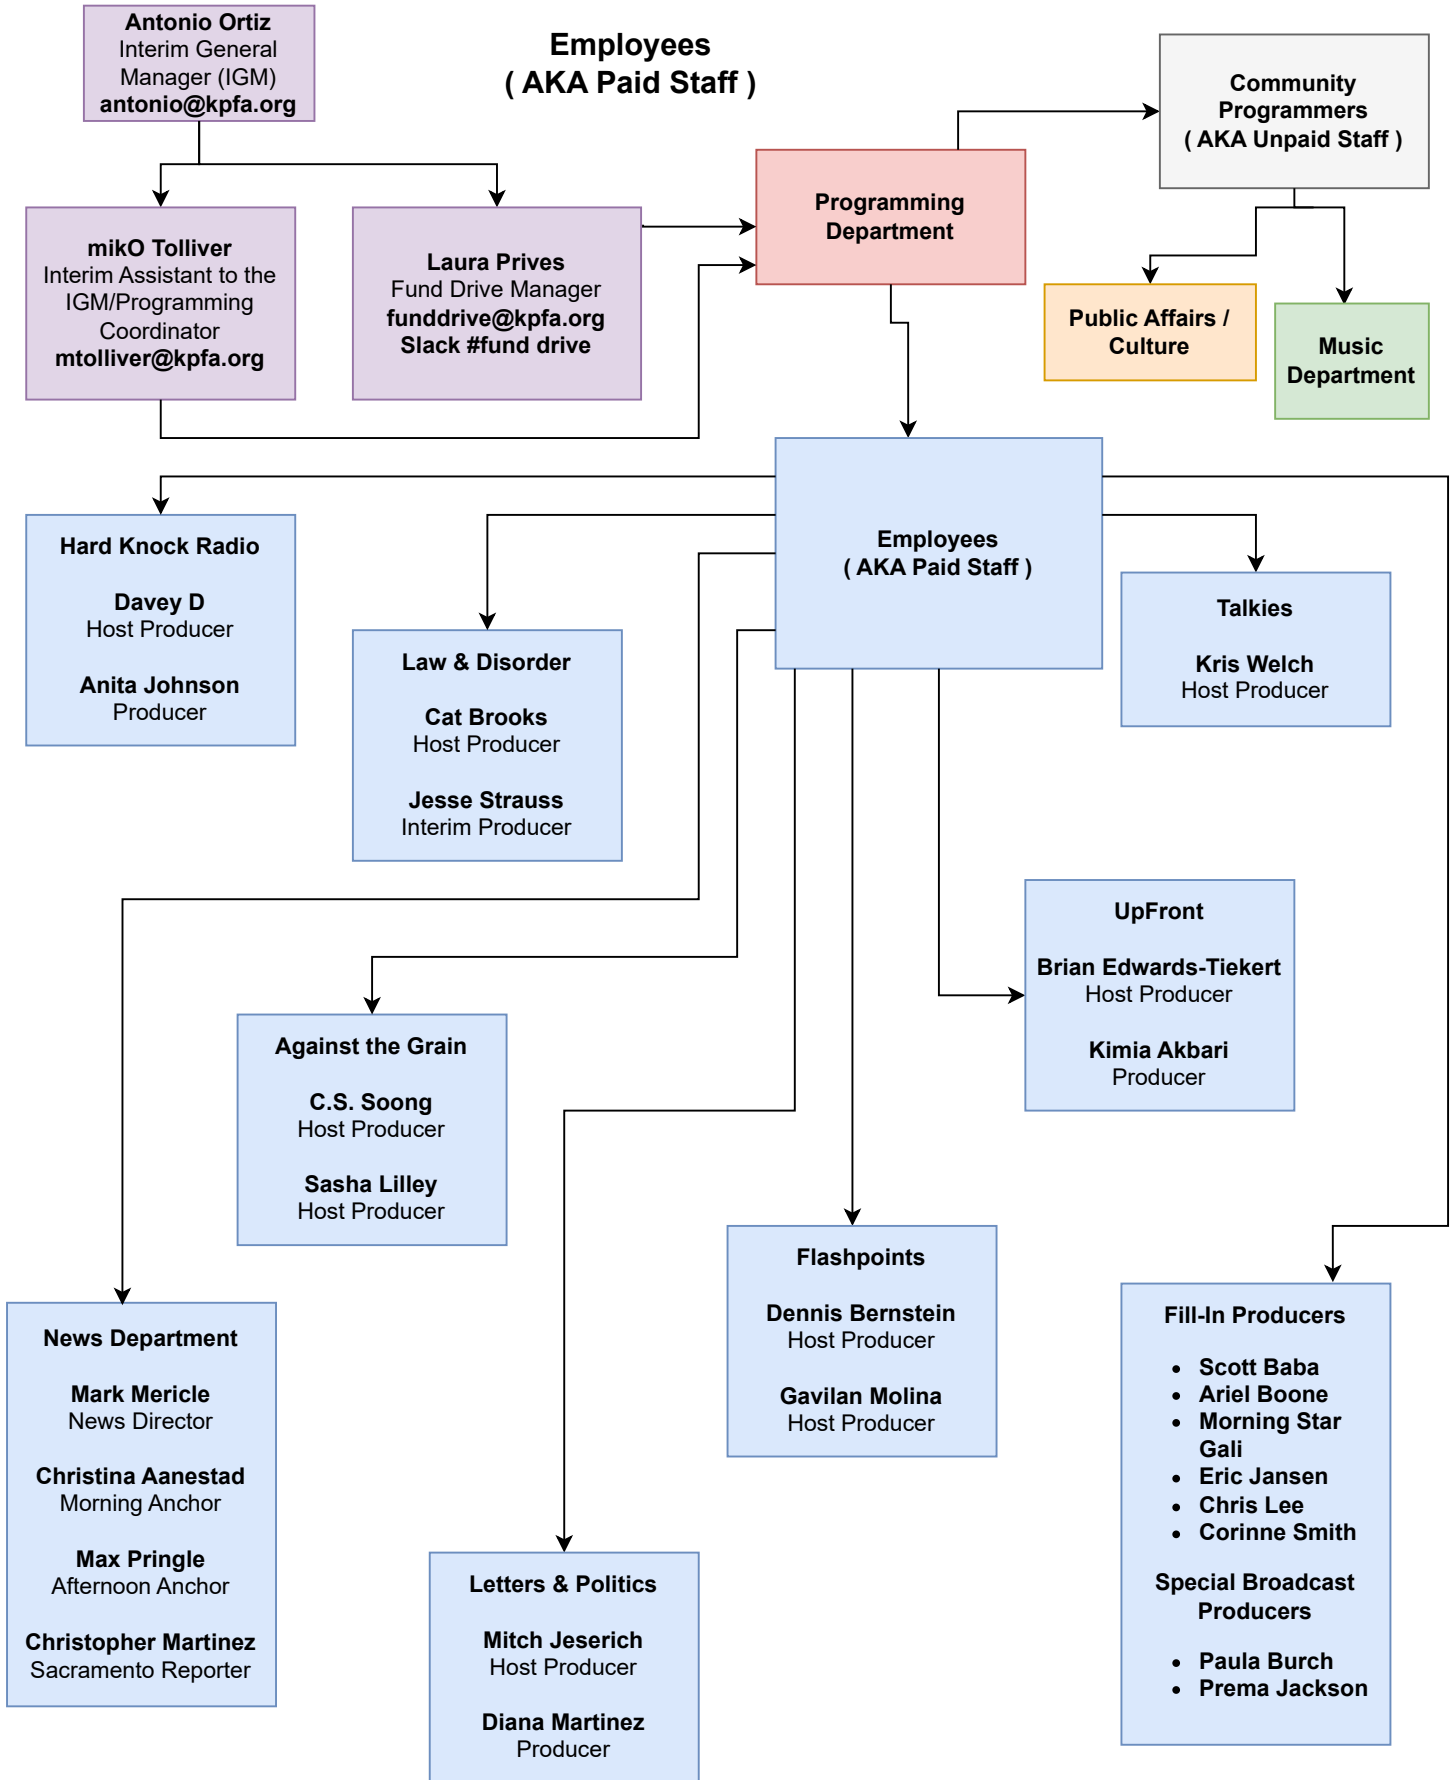 Antonio Ortiz
Interim General
Manager (IGM)
antonio@kpfa.org
Employees
( AKA Paid Staff )
Community
Programmers
( AKA Unpaid Staff )
Programming
Department
mikO Tolliver
Interim Assistant to the
IGM/Programming
Coordinator
mtolliver@kpfa.org
Laura Prives
Fund Drive Manager
funddrive@kpfa.org
Slack #fund drive
Public Affairs /
Culture
Music
Department
Employees
( AKA Paid Staff )
Hard Knock Radio
Davey D
Host Producer
Anita Johnson
Producer
Law & Disorder
Cat Brooks
Host Producer
Jesse Strauss
Interim Producer
Talkies
Kris Welch
Host Producer
UpFront
Brian Edwards-Tiekert
Host Producer
Kimia Akbari
Producer
Against the Grain
C.S. Soong
Host Producer
Sasha Lilley
Host Producer
Flashpoints
Dennis Bernstein
Host Producer
Gavilan Molina
Host Producer
News Department
Mark Mericle
News Director
Christina Aanestad
Morning Anchor
Max Pringle
Afternoon Anchor
Christopher Martinez
Sacramento Reporter
Letters & Politics
Mitch Jeserich
Host Producer
Diana Martinez
Producer
Fill-In Producers
• Scott Baba
• Ariel Boone
• Morning Star
Gali
• Eric Jansen
• Chris Lee
• Corinne Smith
Special Broadcast
Producers
• Paula Burch
• Prema Jackson